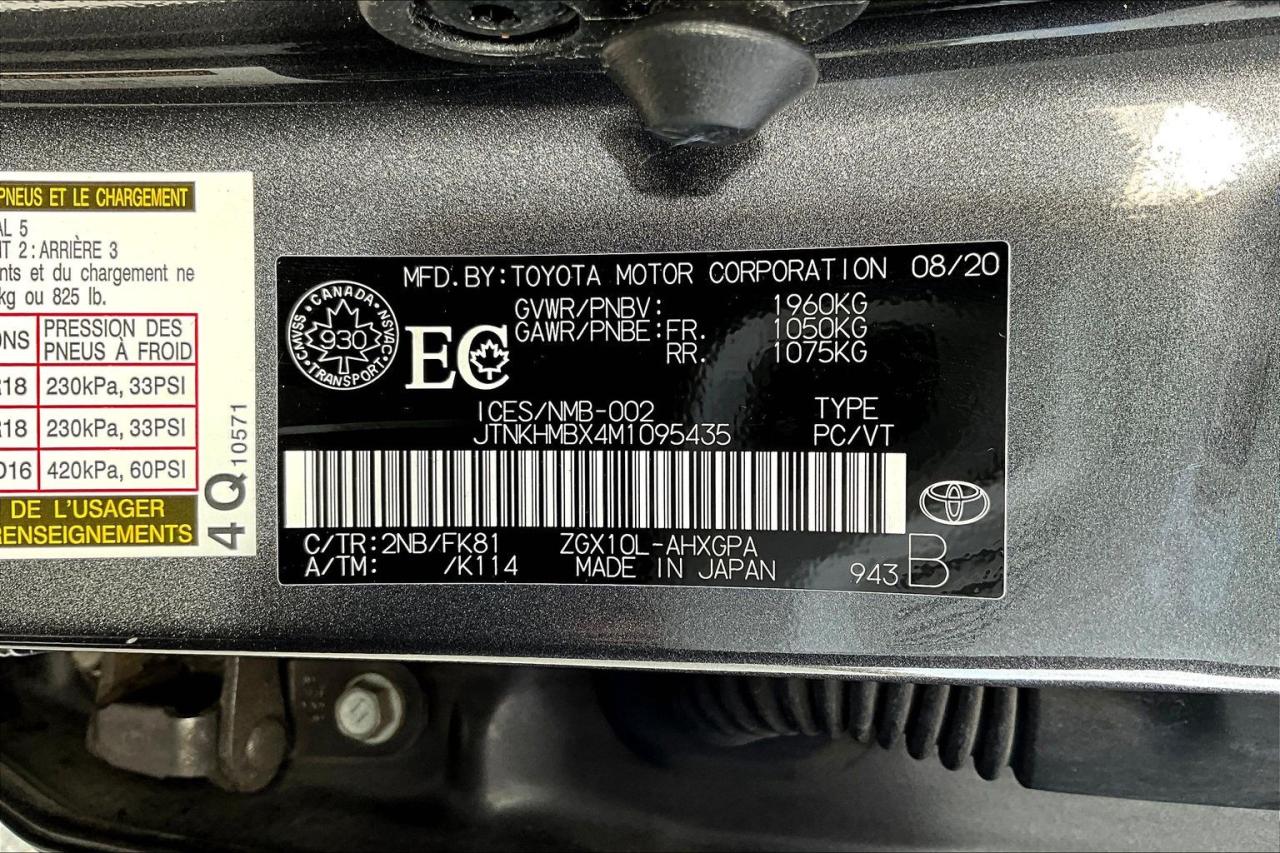 PNEUS ET LE CHARGEMENT
AL 5
NT 2 : ARRIÈRE 3
nts et du chargement ne
kg ou 825 lb.
ONS PRESSION DES PNEUS À FROID
R18 230kPa, 33PSI
R18 230kPa, 33PSI
D16 420kPa, 60PSI
DE L'USAGER
RENSEIGNEMENTS
4Q 10571
MFD. BY: TOYOTA MOTOR CORPORATION 08/20
CANADA
CMVSS NSVAC
930
TRANSPORT
EC
GVWR/PNBV: 1960KG
GAWR/PNBE: FR. 1050KG
RR. 1075KG
ICES/NMB-002 TYPE
JTNKHMBX4M1095435 PC/VT
C/TR: 2NB/FK81 ZGX10L-AHXGPA
A/TM: /K114 MADE IN JAPAN 943 B